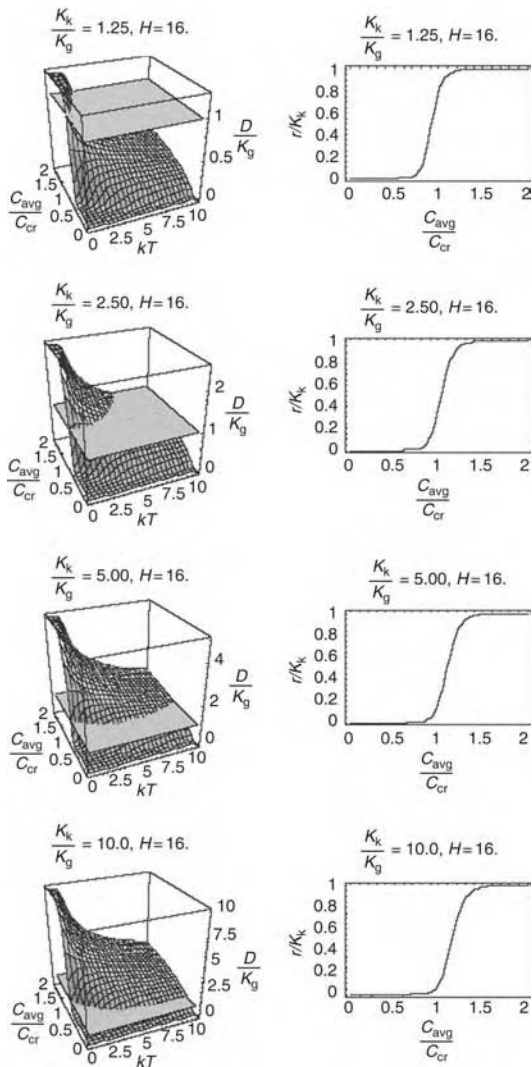 K_k/K_g = 1.25, H=16.
1
0.5
0
D/K_g
2
1.5
1
0.5
0
C_avg/C_cr
0 2.5 5 7.5 10
kT
K_k/K_g = 1.25, H=16.
1
0.8
0.6
0.4
0.2
0
r/K_k
0 0.5 1 1.5 2
C_avg/C_cr
K_k/K_g = 2.50, H=16.
2
1
0
D/K_g
2
1.5
1
0.5
0
C_avg/C_cr
0 2.5 5 7.5 10
kT
K_k/K_g = 2.50, H=16.
1
0.8
0.6
0.4
0.2
0
r/K_k
0 0.5 1 1.5 2
C_avg/C_cr
K_k/K_g = 5.00, H=16.
4
2
0
D/K_g
2
1.5
1
0.5
0
C_avg/C_cr
0 2.5 5 7.5 10
kT
K_k/K_g = 5.00, H=16.
1
0.8
0.6
0.4
0.2
0
r/K_k
0 0.5 1 1.5 2
C_avg/C_cr
K_k/K_g = 10.0, H=16.
10
7.5
5
2.5
0
D/K_g
2
1.5
1
0.5
0
C_avg/C_cr
0 2.5 5 7.5 10
kT
K_k/K_g = 10.0, H=16.
1
0.8
0.6
0.4
0.2
0
r/K_k
0 0.5 1 1.5 2
C_avg/C_cr